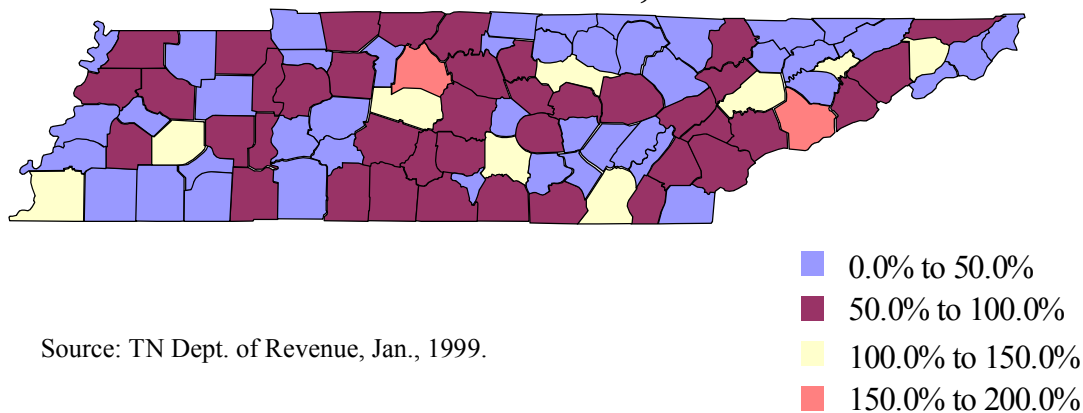 0.0% to 50.0%
50.0% to 100.0%
Source: TN Dept. of Revenue, Jan., 1999.
100.0% to 150.0%
150.0% to 200.0%